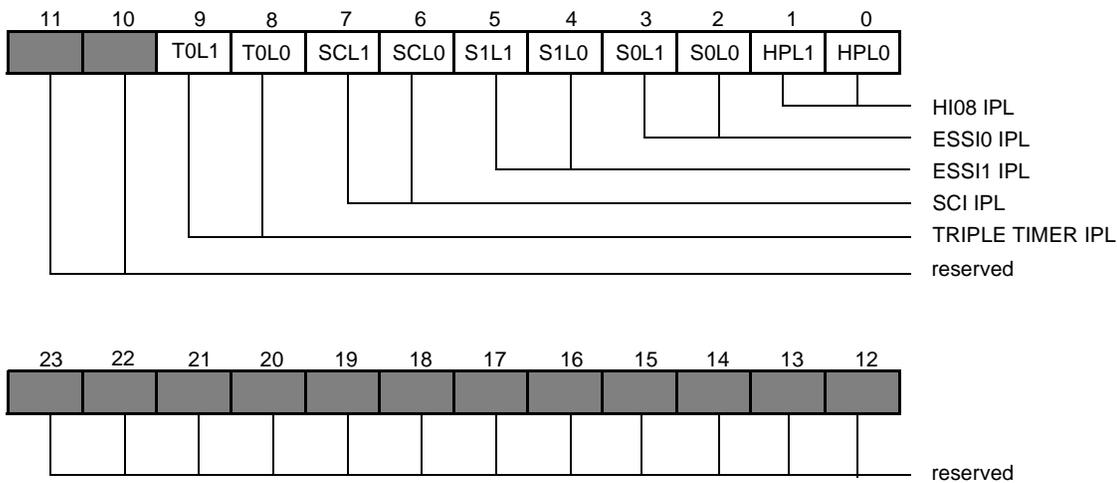 11 10 9 8 7 6 5 4 3 2 1 0
T0L1 T0L0 SCL1 SCL0 S1L1 S1L0 S0L1 S0L0 HPL1 HPL0
HI08 IPL
ESSI0 IPL
ESSI1 IPL
SCI IPL
TRIPLE TIMER IPL
reserved
23 22 21 20 19 18 17 16 15 14 13 12
reserved